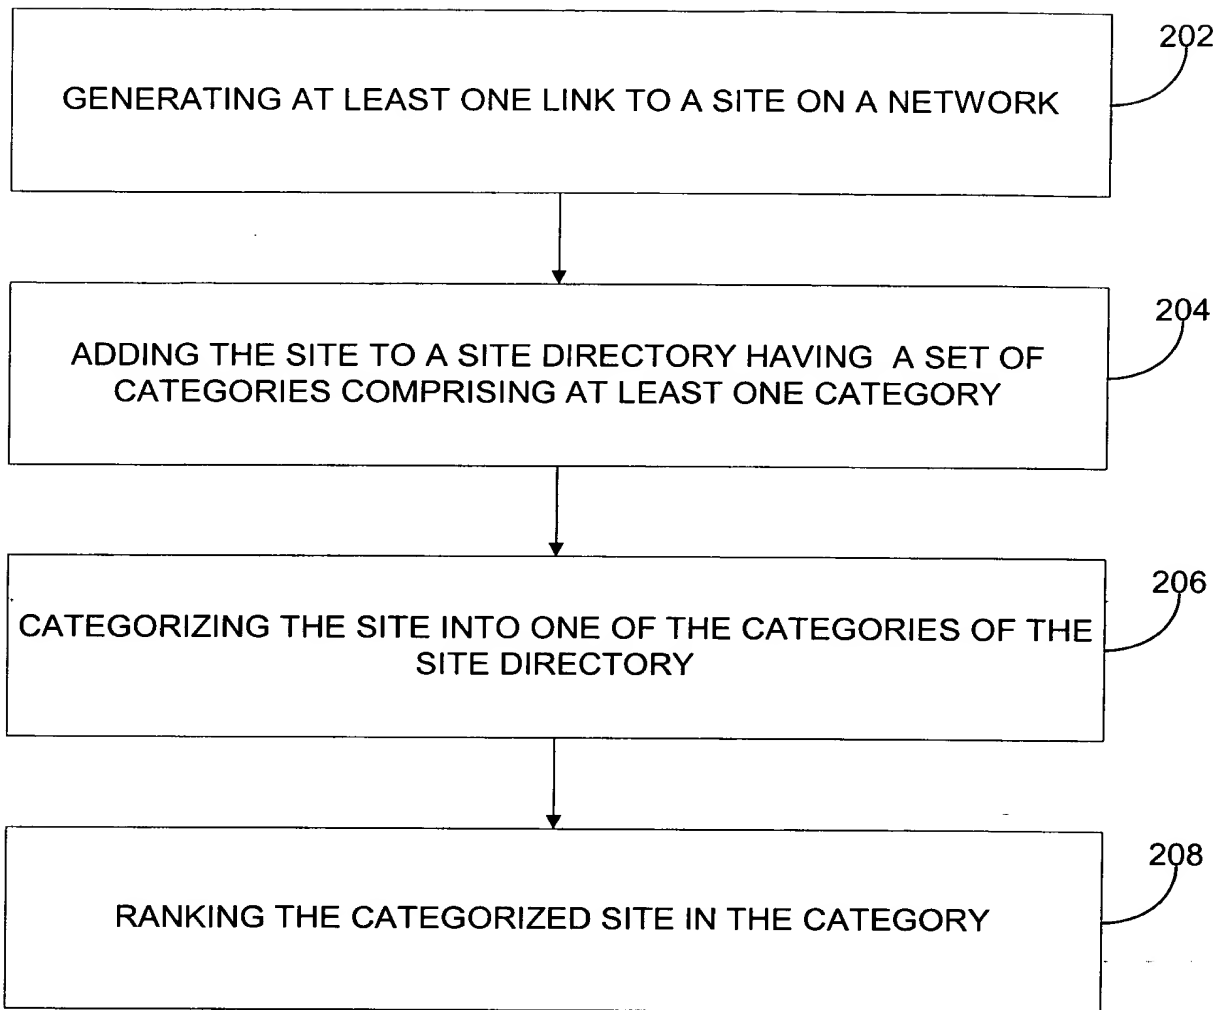 202
GENERATING AT LEAST ONE LINK TO A SITE ON A NETWORK
204
ADDING THE SITE TO A SITE DIRECTORY HAVING A SET OF
CATEGORIES COMPRISING AT LEAST ONE CATEGORY
206
CATEGORIZING THE SITE INTO ONE OF THE CATEGORIES OF THE
SITE DIRECTORY
208
RANKING THE CATEGORIZED SITE IN THE CATEGORY